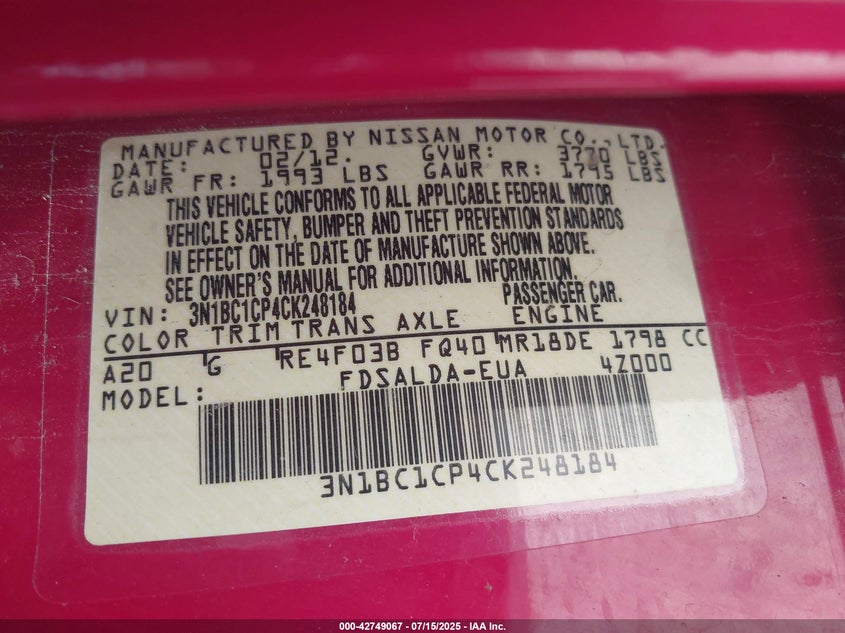 MANUFACTURED BY NISSAN MOTOR CO., LTD.
DATE: 02/12. GVWR: 3770 LBS
GAWR FR: 1993 LBS GAWR RR: 1795 LBS
THIS VEHICLE CONFORMS TO ALL APPLICABLE FEDERAL MOTOR
VEHICLE SAFETY, BUMPER AND THEFT PREVENTION STANDARDS
IN EFFECT ON THE DATE OF MANUFACTURE SHOWN ABOVE.
SEE OWNER'S MANUAL FOR ADDITIONAL INFORMATION.
VIN: 3N1BC1CP4CK248184 PASSENGER CAR.
COLOR TRIM TRANS AXLE ENGINE
A20 G RE4F03B FQ40 MR18DE 1798 CC
MODEL: FDSALDA-EUA 4Z000
3N1BC1CP4CK248184
000-42749067 - 07/15/2025 - IAA Inc.